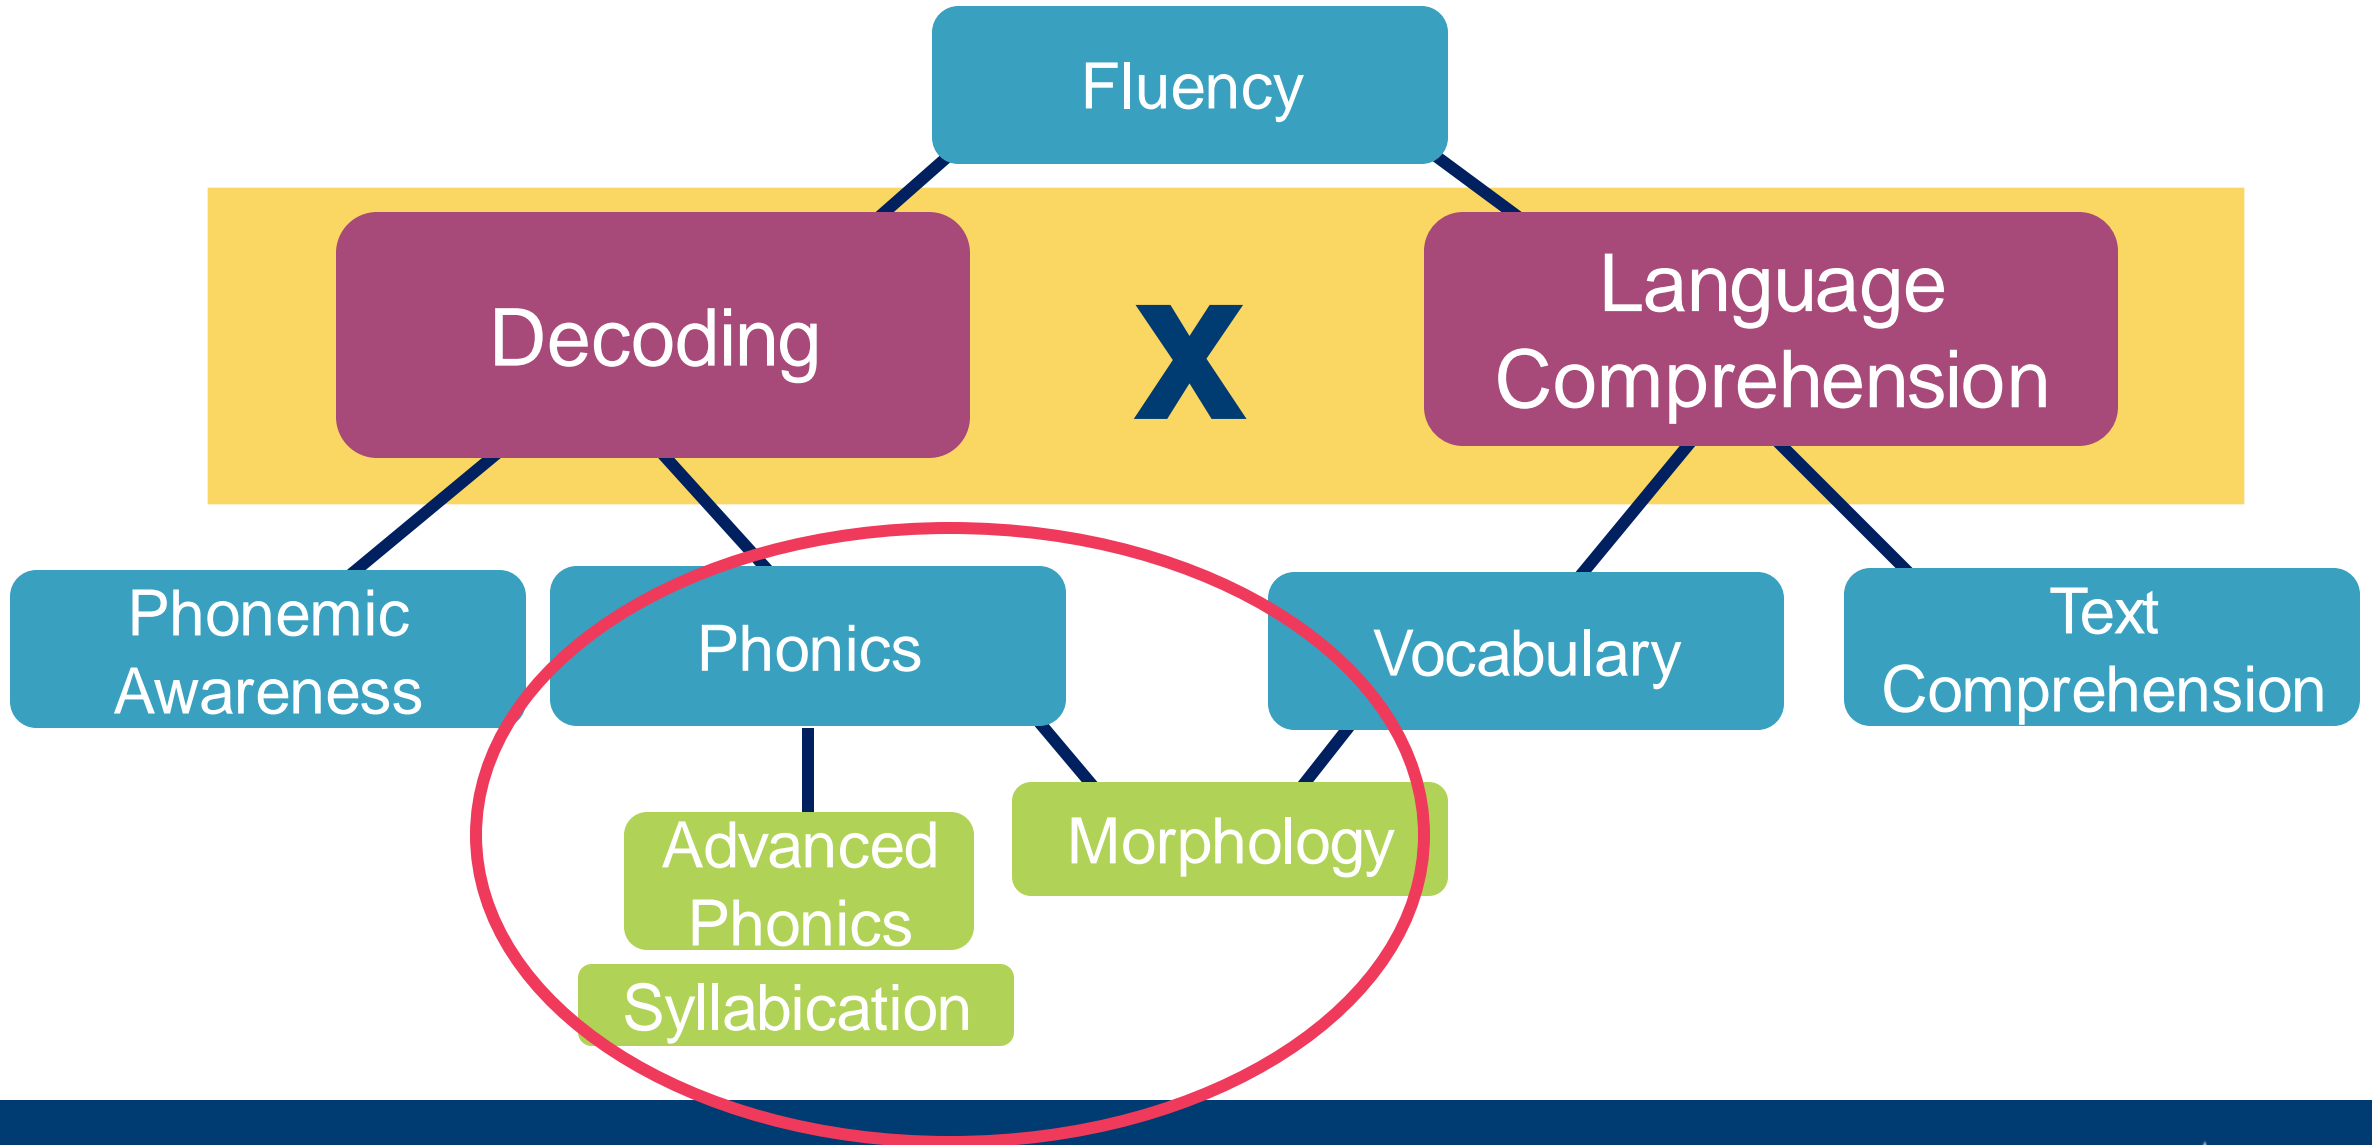 Fluency
Decoding
X
Language
Comprehension
Phonemic
Awareness
Phonics
Vocabulary
Text
Comprehension
Advanced
Phonics
Morphology
Syllabication